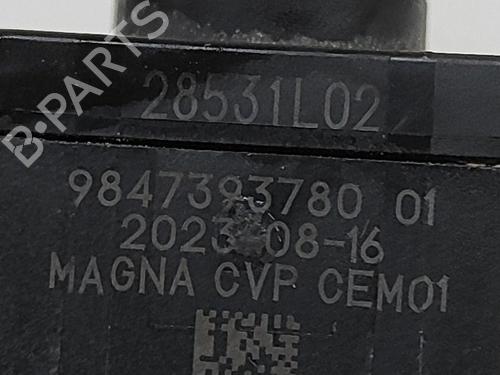 B-PARTS
28531L02
9847393780 01
2023-08-16
MAGNA CVP CEM01